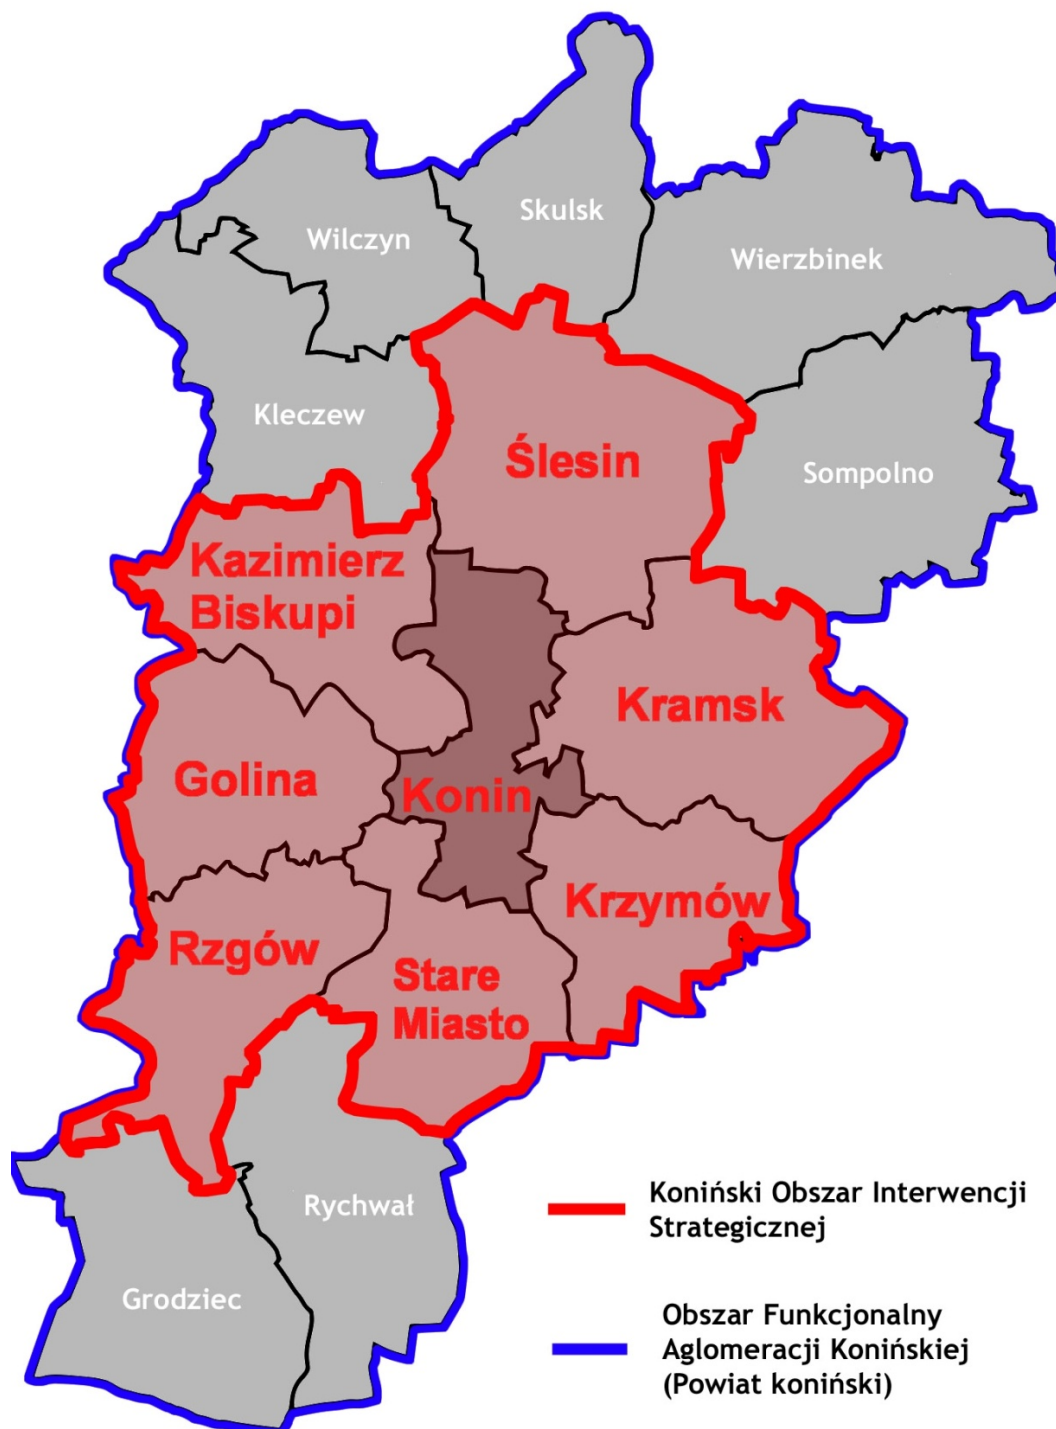 Skulsk
Wilczyn
Wierzbinek
Kleczew
Ślesin
Sompolno
Kazimierz
Biskupi
Kramsk
Golina
Konin
Krzymów
Rzgów
Stare
Miasto
Rychwał
Grodziec
Koniński Obszar Interwencji
Strategicznej
Obszar Funkcjonalny
Aglomeracji Konińskiej
(Powiat koniński)